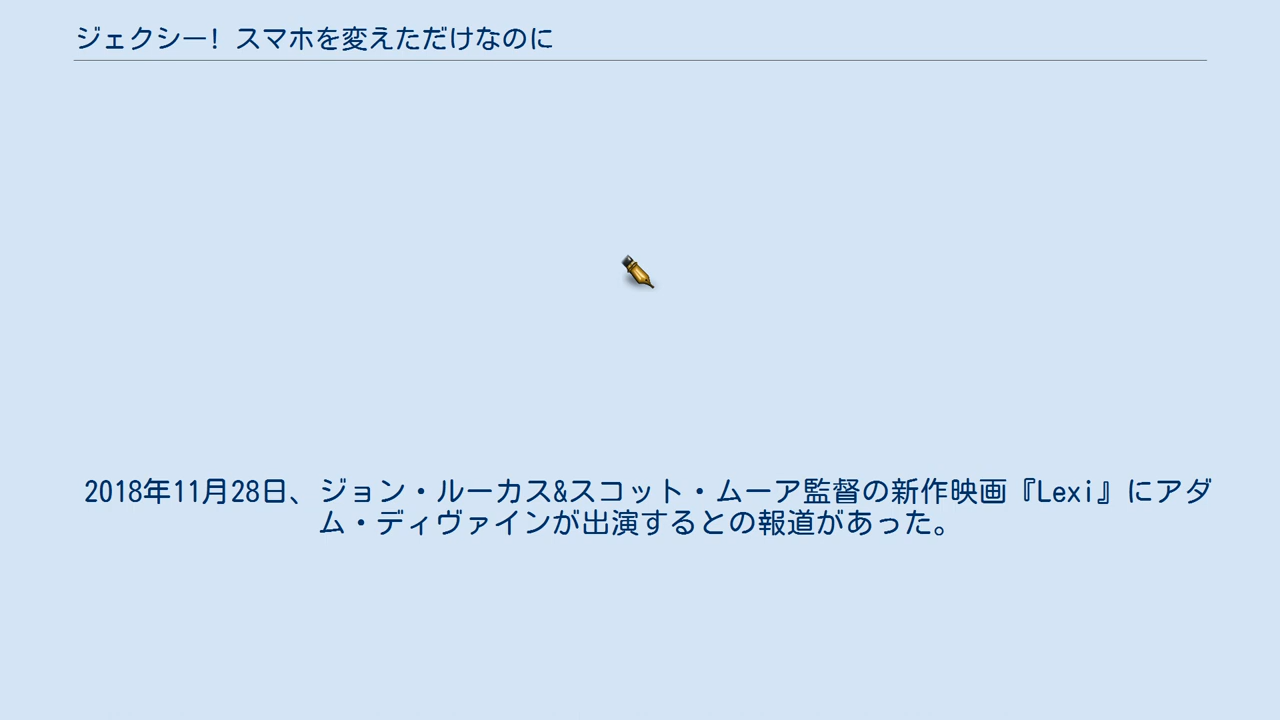 ジェクシー! スマホを変えただけなのに
2018年11月28日、ジョン・ルーカス&スコット・ムーア監督の新作映画『Lexi』にアダ
ム・ディヴァインが出演するとの報道があった。